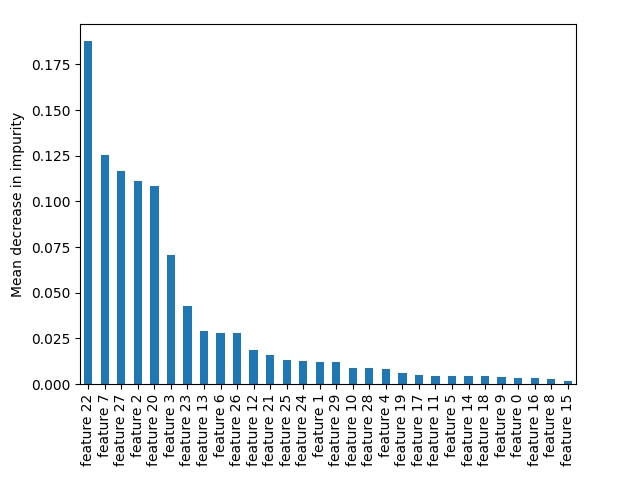 Mean decrease in impurity
0.175
0.150
0.125
0.100
0.075
0.050
0.025
0.000
feature 22
feature 7
feature 27
feature 2
feature 20
feature 3
feature 23
feature 13
feature 6
feature 26
feature 12
feature 21
feature 25
feature 24
feature 1
feature 29
feature 10
feature 28
feature 4
feature 19
feature 17
feature 11
feature 5
feature 14
feature 18
feature 9
feature 0
feature 16
feature 8
feature 15